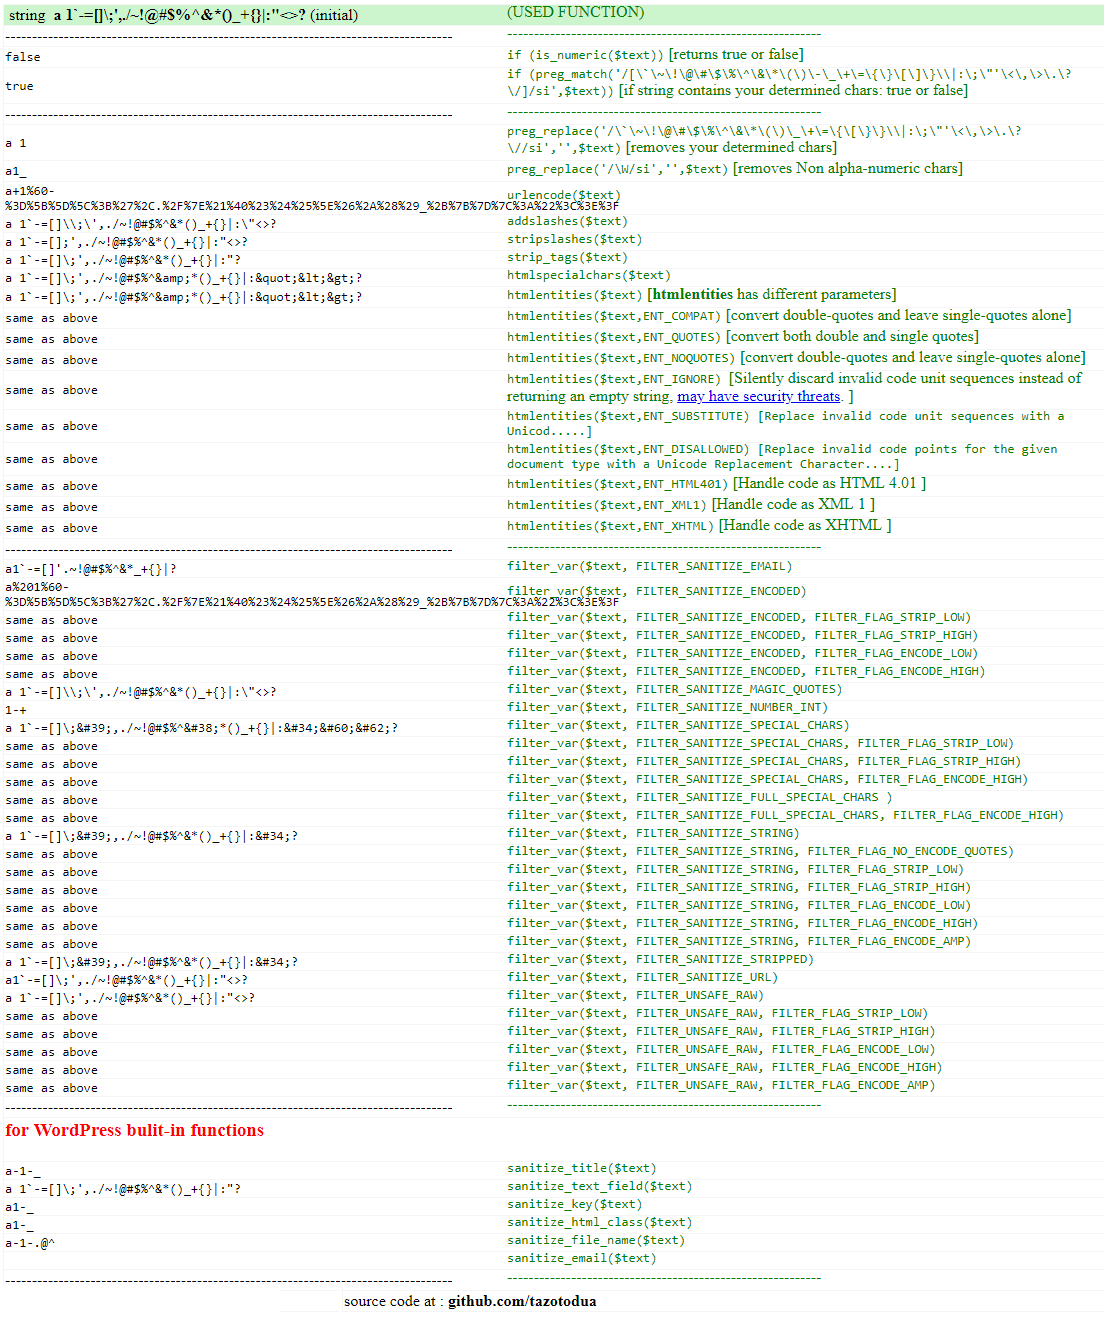 string  a 1`-=[]\;',./~!@#$%^&*()_+{}|:"<>? (initial) (USED FUNCTION)
------------------------------------------------------------------------------------ -----------------------------------------------------------
false if (is_numeric($text)) [returns true or false]
true if (preg_match('/[\`\~\!\@\#\$\%\^\&\*\(\)\-\_\+\=\{\}\[\]\}\\|:\;\"'\<\,\>\.\?
\/]/si',$text)) [if string contains your determined chars: true or false]
------------------------------------------------------------------------------------ -----------------------------------------------------------
a 1 preg_replace('/\`\~\!\@\#\$\%\^\&\*\(\)\_\+\=\{\[\}\}\\|:\;\"'\<\,\>\.\?
\//si','',$text) [removes your determined chars]
a1_ preg_replace('/\W/si','',$text) [removes Non alpha-numeric chars]
a+1%60-
%3D%5B%5D%5C%3B%27%2C.%2F%7E%21%40%23%24%25%5E%26%2A%28%29_%2B%7B%7D%7C%3A%22%3C%3E%3F urlencode($text)
a 1`-=[]\\;\',./~!@#$%^&*()_+{}|:\"<>? addslashes($text)
a 1`-=[];',./~!@#$%^&*()_+{}|:"<>? stripslashes($text)
a 1`-=[]\;',./~!@#$%^&*()_+{}|:"? strip_tags($text)
a 1`-=[]\;',./~!@#$%^&amp;*()_+{}|:&quot;&lt;&gt;? htmlspecialchars($text)
a 1`-=[]\;',./~!@#$%^&amp;*()_+{}|:&quot;&lt;&gt;? htmlentities($text) [htmlentities has different parameters]
same as above htmlentities($text,ENT_COMPAT) [convert double-quotes and leave single-quotes alone]
same as above htmlentities($text,ENT_QUOTES) [convert both double and single quotes]
same as above htmlentities($text,ENT_NOQUOTES) [convert double-quotes and leave single-quotes alone]
same as above htmlentities($text,ENT_IGNORE) [Silently discard invalid code unit sequences instead of
returning an empty string, may have security threats. ]
same as above htmlentities($text,ENT_SUBSTITUTE) [Replace invalid code unit sequences with a
Unicod.....]
same as above htmlentities($text,ENT_DISALLOWED) [Replace invalid code points for the given
document type with a Unicode Replacement Character....]
same as above htmlentities($text,ENT_HTML401) [Handle code as HTML 4.01 ]
same as above htmlentities($text,ENT_XML1) [Handle code as XML 1 ]
same as above htmlentities($text,ENT_XHTML) [Handle code as XHTML ]
------------------------------------------------------------------------------------ -----------------------------------------------------------
a1`-=[]'.~!@#$%^&*_+{}|? filter_var($text, FILTER_SANITIZE_EMAIL)
a%201%60-
%3D%5B%5D%5C%3B%27%2C.%2F%7E%21%40%23%24%25%5E%26%2A%28%29_%2B%7B%7D%7C%3A%22%3C%3E%3F filter_var($text, FILTER_SANITIZE_ENCODED)
same as above filter_var($text, FILTER_SANITIZE_ENCODED, FILTER_FLAG_STRIP_LOW)
same as above filter_var($text, FILTER_SANITIZE_ENCODED, FILTER_FLAG_STRIP_HIGH)
same as above filter_var($text, FILTER_SANITIZE_ENCODED, FILTER_FLAG_ENCODE_LOW)
same as above filter_var($text, FILTER_SANITIZE_ENCODED, FILTER_FLAG_ENCODE_HIGH)
a 1`-=[]\\;\',./~!@#$%^&*()_+{}|:\"<>? filter_var($text, FILTER_SANITIZE_MAGIC_QUOTES)
1-+ filter_var($text, FILTER_SANITIZE_NUMBER_INT)
a 1`-=[]\;&#39;,./~!@#$%^&#38;*()_+{}|:&#34;&#60;&#62;? filter_var($text, FILTER_SANITIZE_SPECIAL_CHARS)
same as above filter_var($text, FILTER_SANITIZE_SPECIAL_CHARS, FILTER_FLAG_STRIP_LOW)
same as above filter_var($text, FILTER_SANITIZE_SPECIAL_CHARS, FILTER_FLAG_STRIP_HIGH)
same as above filter_var($text, FILTER_SANITIZE_SPECIAL_CHARS, FILTER_FLAG_ENCODE_HIGH)
same as above filter_var($text, FILTER_SANITIZE_FULL_SPECIAL_CHARS )
same as above filter_var($text, FILTER_SANITIZE_FULL_SPECIAL_CHARS, FILTER_FLAG_ENCODE_HIGH)
a 1`-=[]\;&#39;,./~!@#$%^&*()_+{}|:&#34;? filter_var($text, FILTER_SANITIZE_STRING)
same as above filter_var($text, FILTER_SANITIZE_STRING, FILTER_FLAG_NO_ENCODE_QUOTES)
same as above filter_var($text, FILTER_SANITIZE_STRING, FILTER_FLAG_STRIP_LOW)
same as above filter_var($text, FILTER_SANITIZE_STRING, FILTER_FLAG_STRIP_HIGH)
same as above filter_var($text, FILTER_SANITIZE_STRING, FILTER_FLAG_ENCODE_LOW)
same as above filter_var($text, FILTER_SANITIZE_STRING, FILTER_FLAG_ENCODE_HIGH)
same as above filter_var($text, FILTER_SANITIZE_STRING, FILTER_FLAG_ENCODE_AMP)
a 1`-=[]\;&#39;,./~!@#$%^&*()_+{}|:&#34;? filter_var($text, FILTER_SANITIZE_STRIPPED)
a1`-=[]\;',./~!@#$%^&*()_+{}|:"<>? filter_var($text, FILTER_SANITIZE_URL)
a 1`-=[]\;',./~!@#$%^&*()_+{}|:"<>? filter_var($text, FILTER_UNSAFE_RAW)
same as above filter_var($text, FILTER_UNSAFE_RAW, FILTER_FLAG_STRIP_LOW)
same as above filter_var($text, FILTER_UNSAFE_RAW, FILTER_FLAG_STRIP_HIGH)
same as above filter_var($text, FILTER_UNSAFE_RAW, FILTER_FLAG_ENCODE_LOW)
same as above filter_var($text, FILTER_UNSAFE_RAW, FILTER_FLAG_ENCODE_HIGH)
same as above filter_var($text, FILTER_UNSAFE_RAW, FILTER_FLAG_ENCODE_AMP)
------------------------------------------------------------------------------------ -----------------------------------------------------------
for WordPress bulit-in functions
a-1-_ sanitize_title($text)
a 1`-=[]\;',./~!@#$%^&*()_+{}|:"? sanitize_text_field($text)
a1-_ sanitize_key($text)
a1-_ sanitize_html_class($text)
a-1-.@^ sanitize_file_name($text)
sanitize_email($text)
------------------------------------------------------------------------------------ -----------------------------------------------------------
source code at : github.com/tazotodua